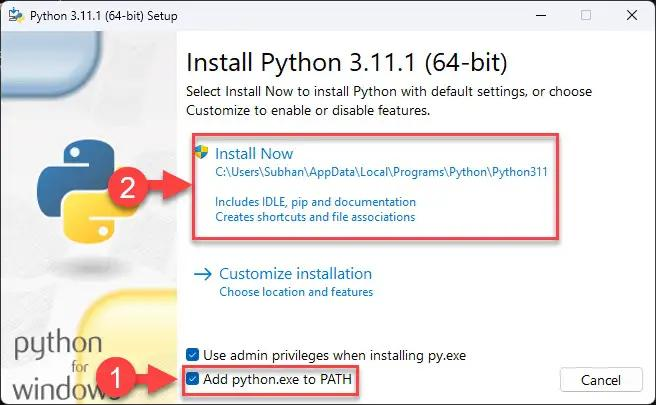 Python 3.11.1 (64-bit) Setup
Install Python 3.11.1 (64-bit)
Select Install Now to install Python with default settings, or choose
Customize to enable or disable features.
Install Now
C:\Users\Subhan\AppData\Local\Programs\Python\Python311
Includes IDLE, pip and documentation
Creates shortcuts and file associations
2
Customize installation
Choose location and features
python
for
windows
Use admin privileges when installing py.exe
1
Add python.exe to PATH
Cancel